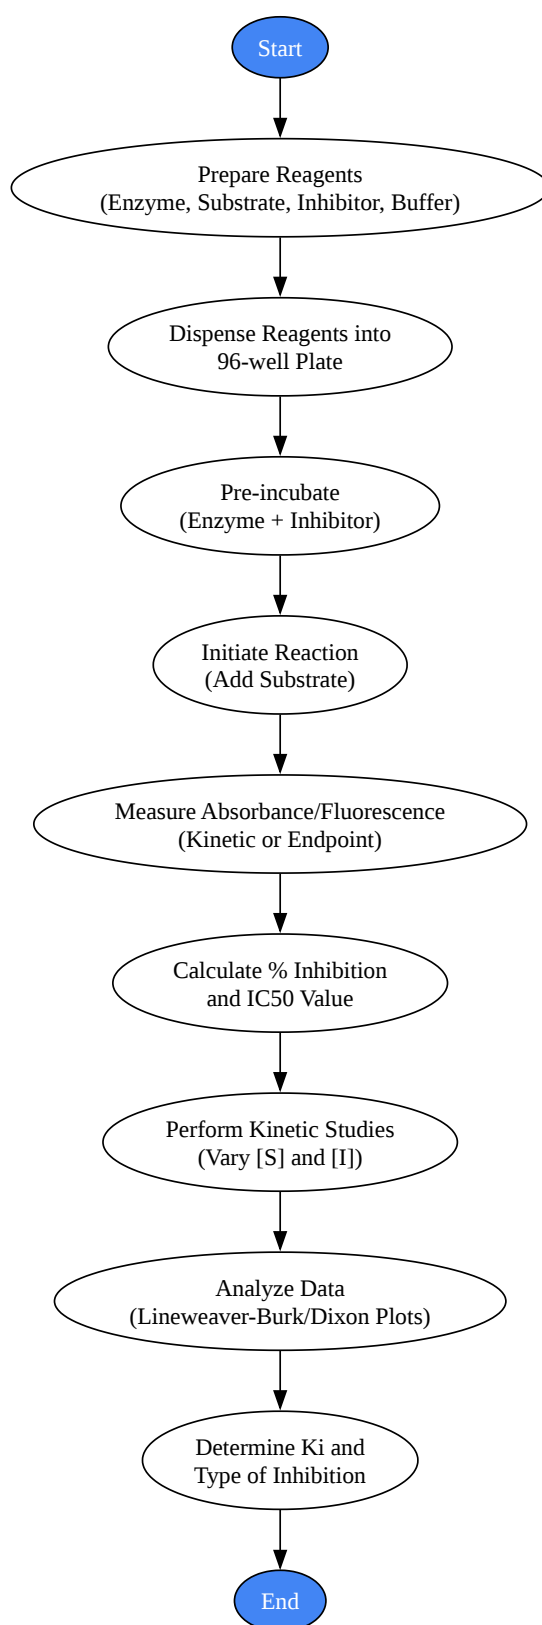 Start
Prepare Reagents
(Enzyme, Substrate, Inhibitor, Buffer)
Dispense Reagents into
96-well Plate
Pre-incubate
(Enzyme + Inhibitor)
Initiate Reaction
(Add Substrate)
Measure Absorbance/Fluorescence
(Kinetic or Endpoint)
Calculate % Inhibition
and IC50 Value
Perform Kinetic Studies
(Vary [S] and [I])
Analyze Data
(Lineweaver-Burk/Dixon Plots)
Determine Ki and
Type of Inhibition
End